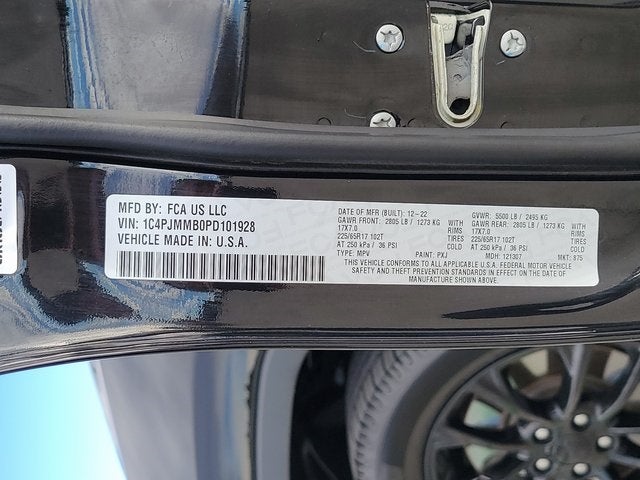 MFD BY: FCA US LLC
VIN: 1C4PJMMB0PD101928
VEHICLE MADE IN: U.S.A.
DATE OF MFR (BUILT): 12-22
GVWR: 5500 LB / 2495 KG
GAWR FRONT: 2805 LB / 1273 KG WITH
GAWR REAR: 2805 LB / 1273 KG WITH
17X7.0 RIMS
17X7.0 RIMS
225/65R17 102T TIRES
225/65R17 102T TIRES
AT 250 kPa / 36 PSI COLD
AT 250 kPa / 36 PSI COLD
TYPE: MPV PAINT: PXJ MDH: 121307 MKT: 875
THIS VEHICLE CONFORMS TO ALL APPLICABLE U.S.A. FEDERAL MOTOR VEHICLE
SAFETY AND THEFT PREVENTION STANDARDS IN EFFECT ON THE DATE OF
MANUFACTURE SHOWN ABOVE.